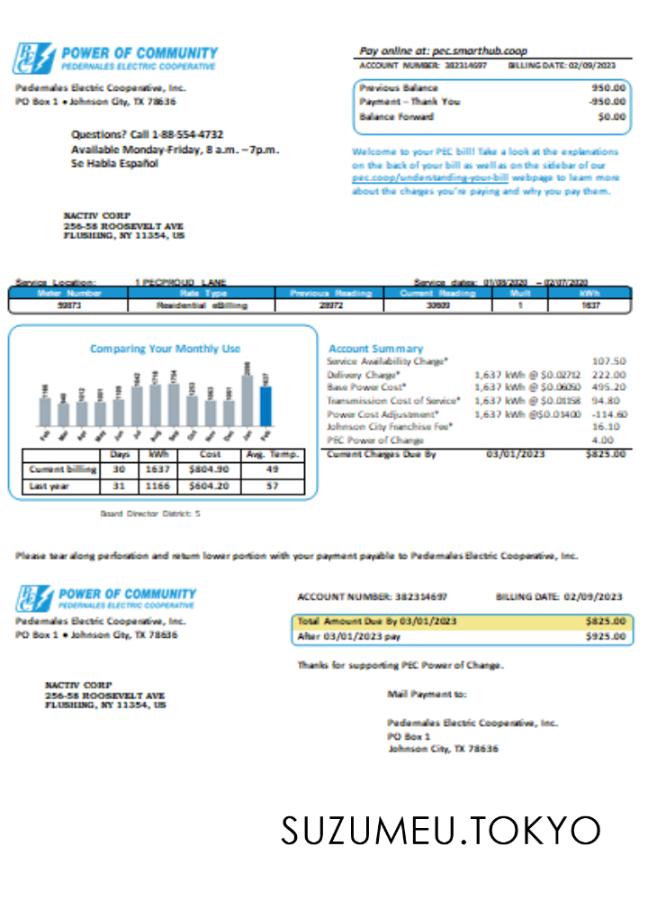 POWER OF COMMUNITY
PEDERNALES ELECTRIC COOPERATIVE
Pedernales Electric Cooperative, Inc.
PO Box 1 • Johnson City, TX 78636
Questions? Call 1-88-554-4732
Available Monday-Friday, 8 a.m. – 7p.m.
Se Habla Español
NACTIV CORP
256-58 ROOSEVELT AVE
FLUSHING, NY 11354, US
Pay online at: pec.smarthub.coop
ACCOUNT NUMBER: 382314697 BILLING DATE: 02/09/2023
Previous Balance 950.00
Payment – Thank You -950.00
Balance Forward $0.00
Welcome to your PEC bill! Take a look at the explanations
on the back of your bill as well as on the sidebar of our
pec.coop/understanding-your-bill webpage to learn more
about the charges you're paying and why you pay them.
Service Location: 1 PECPROUD LANE Service dates: 01/08/2020 – 02/07/2020
Meter Number Rate Type Previous Reading Current Reading Mult kWh
59873 Residential eBilling 28972 30609 1 1637
Comparing Your Monthly Use
1166 1012 1642 1718 1754 1253 1637
Feb Mar Apr May Jun Jul Aug Sep Oct Nov Dec Jan Feb
Days kWh Cost Avg. Temp.
Current billing 30 1637 $804.90 49
Last year 31 1166 $604.20 57
Board Director District: 5
Account Summary
Service Availability Charge* 107.50
Delivery Charge* 1,637 kWh @ $0.02712 222.00
Base Power Cost* 1,637 kWh @ $0.06050 495.20
Transmission Cost of Service* 1,637 kWh @ $0.01158 94.80
Power Cost Adjustment* 1,637 kWh @$0.01400 -114.60
Johnson City Franchise Fee* 16.10
PEC Power of Change 4.00
Current Charges Due By 03/01/2023 $825.00
Please tear along perforation and return lower portion with your payment payable to Pedernales Electric Cooperative, Inc.
POWER OF COMMUNITY
PEDERNALES ELECTRIC COOPERATIVE
Pedernales Electric Cooperative, Inc.
PO Box 1 • Johnson City, TX 78636
NACTIV CORP
256-58 ROOSEVELT AVE
FLUSHING, NY 11354, US
ACCOUNT NUMBER: 382314697 BILLING DATE: 02/09/2023
Total Amount Due By 03/01/2023 $825.00
After 03/01/2023 pay $925.00
Thanks for supporting PEC Power of Change.
Mail Payment to:
Pedernales Electric Cooperative, Inc.
PO Box 1
Johnson City, TX 78636
SUZUMEU.TOKYO